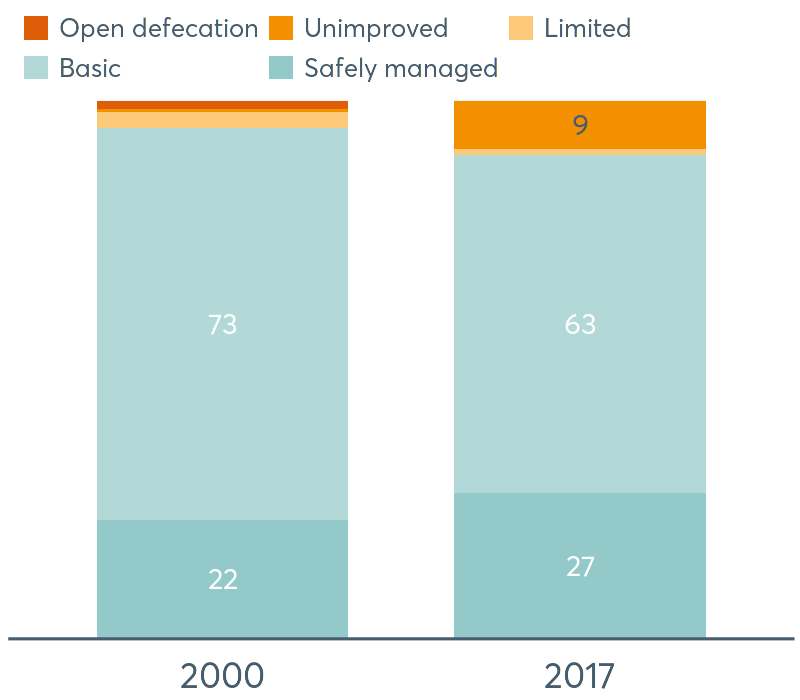 Open defecation Unimproved Limited
Basic Safely managed
9
73 63
22 27
2000 2017